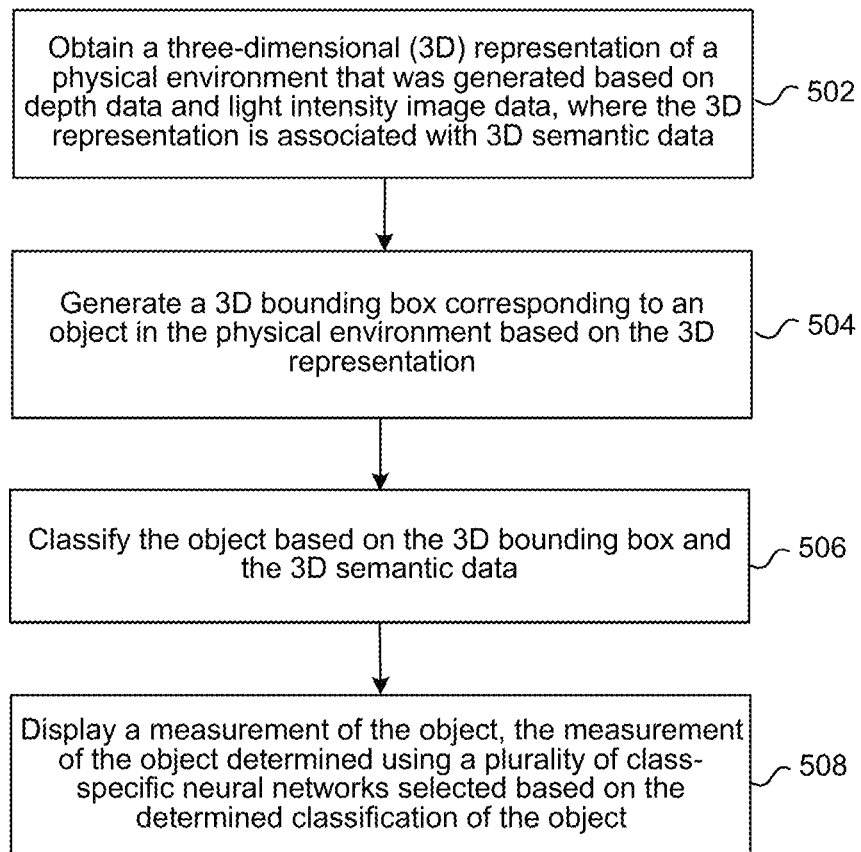 Obtain a three-dimensional (3D) representation of a
physical environment that was generated based on
depth data and light intensity image data, where the 3D
representation is associated with 3D semantic data
502
Generate a 3D bounding box corresponding to an
object in the physical environment based on the 3D
representation
504
Classify the object based on the 3D bounding box and
the 3D semantic data
506
Display a measurement of the object, the measurement
of the object determined using a plurality of class-
specific neural networks selected based on the
determined classification of the object
508